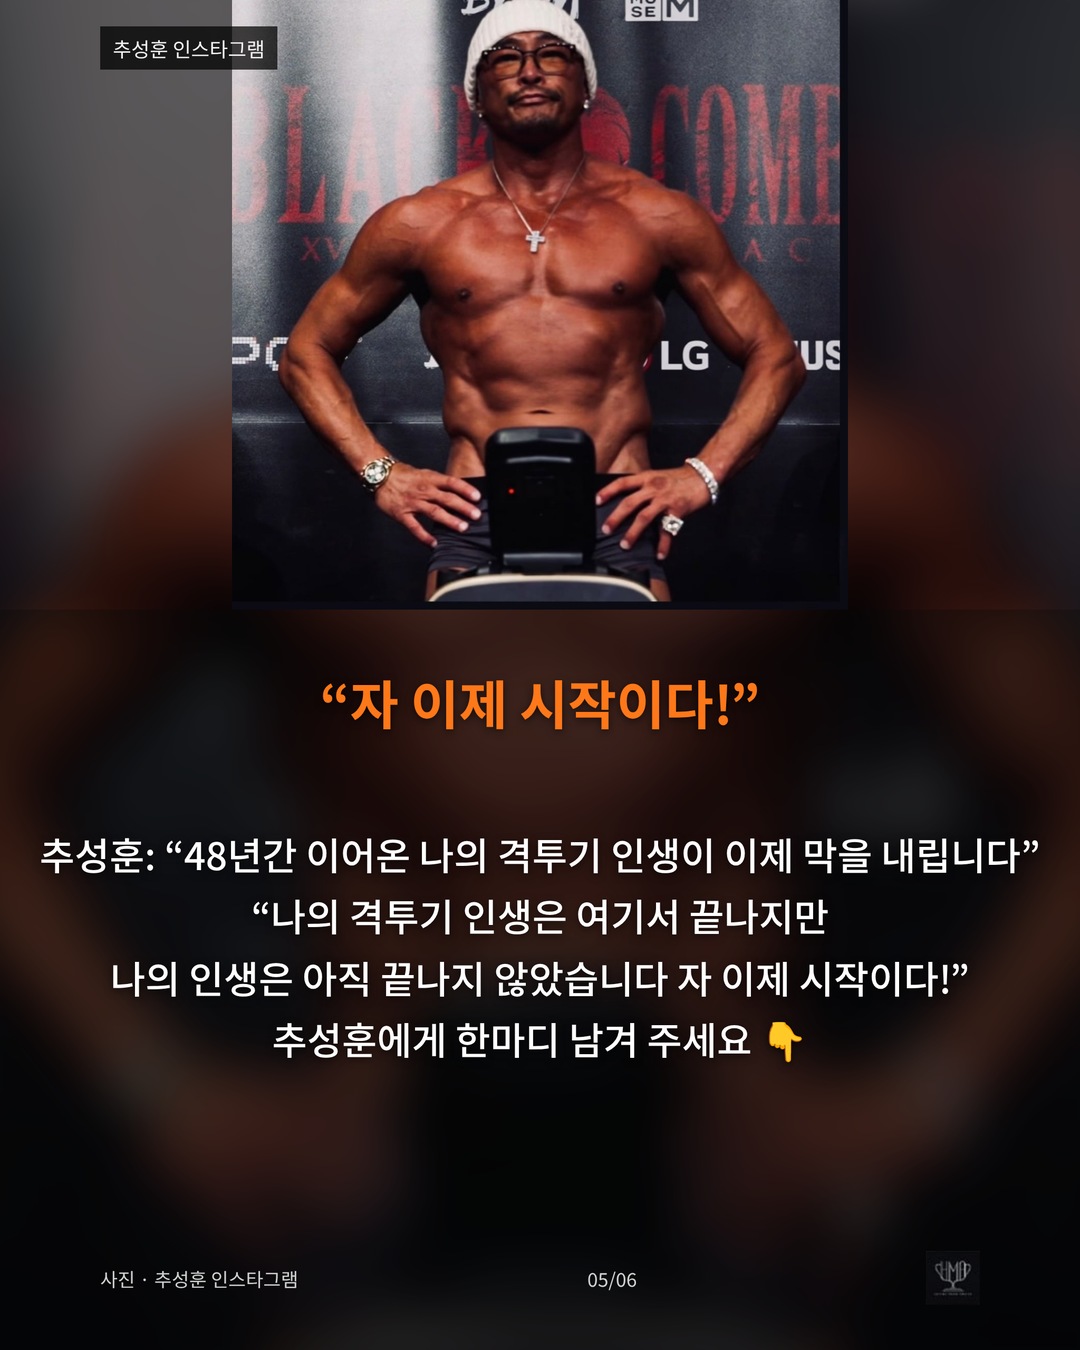 추성훈 인스타그램
SE M
BLACK COMB
XV
A C
LG
US
“자 이제 시작이다!”
추성훈: “48년간 이어온 나의 격투기 인생이 이제 막을 내립니다”
“나의 격투기 인생은 여기서 끝나지만
나의 인생은 아직 끝나지 않았습니다 자 이제 시작이다!”
추성훈에게 한마디 남겨 주세요 👇
사진 · 추성훈 인스타그램
05/06